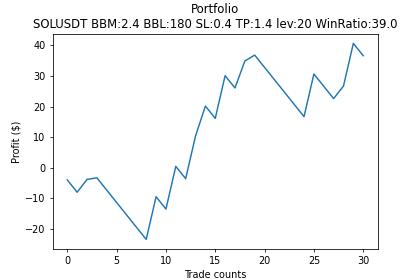 Portfolio
SOLUSDT BBM:2.4 BBL:180 SL:0.4 TP:1.4 lev:20 WinRatio:39.0
40
30
20
10
0
−10
−20
Profit ($)
0 5 10 15 20 25 30
Trade counts